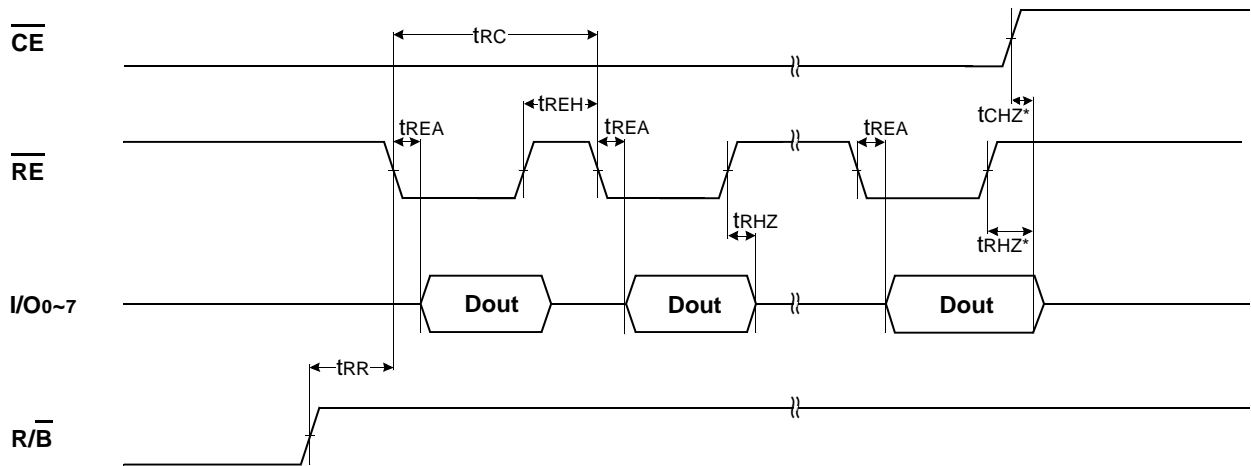 CE
tRC
tREH
tCHZ*
tREA
tREA
tREA
RE
tRHZ
tRHZ*
I/O0~7
Dout
Dout
Dout
tRR
R/B